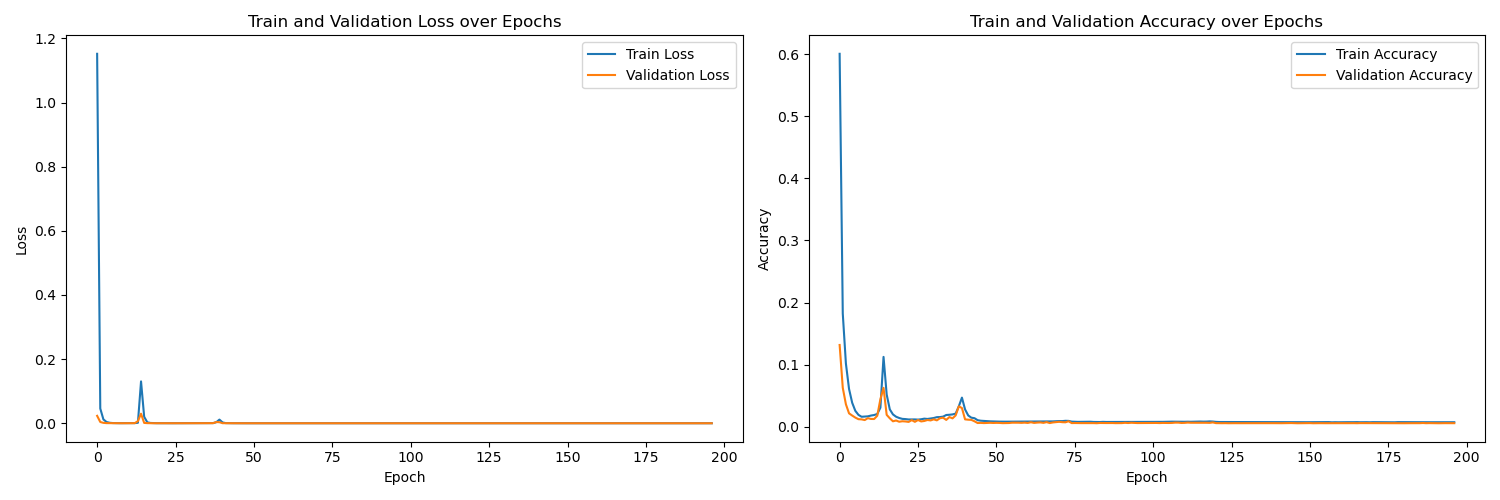 Train and Validation Loss over Epochs
1.2
1.0
0.8
0.6
0.4
0.2
0.0
Loss
Train Loss
Validation Loss
0 25 50 75 100 125 150 175 200
Epoch
Train and Validation Accuracy over Epochs
0.6
0.5
0.4
0.3
0.2
0.1
0.0
Accuracy
Train Accuracy
Validation Accuracy
0 25 50 75 100 125 150 175 200
Epoch